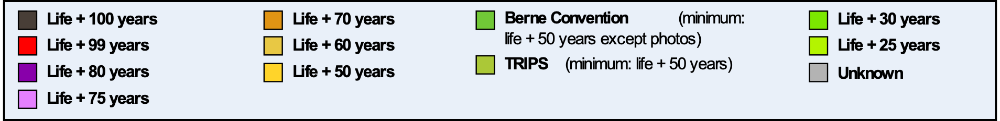 Life + 100 years
Life + 99 years
Life + 80 years
Life + 75 years
Life + 70 years
Life + 60 years
Life + 50 years
Berne Convention (minimum:
life + 50 years except photos)
TRIPS (minimum: life + 50 years)
Life + 30 years
Life + 25 years
Unknown